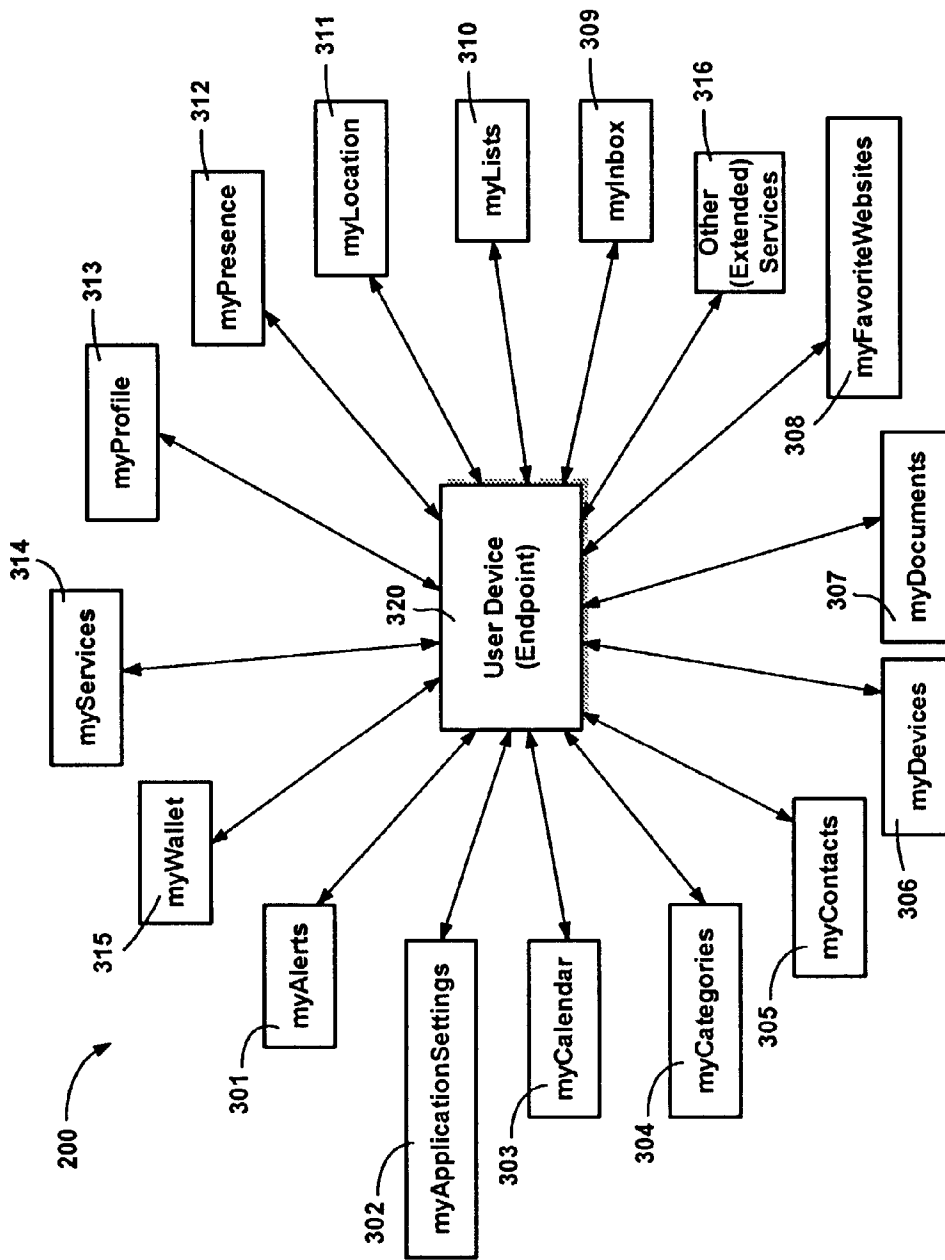 200
314
myServices
313
myProfile
312
myPresence
311
myLocation
310
myLists
309
myInbox
316
Other
(Extended)
Services
308
myFavoriteWebsites
307
myDocuments
306
myDevices
305
myContacts
304
myCategories
303
myCalendar
302
myApplicationSettings
301
myAlerts
315
myWallet
320
User Device
(Endpoint)